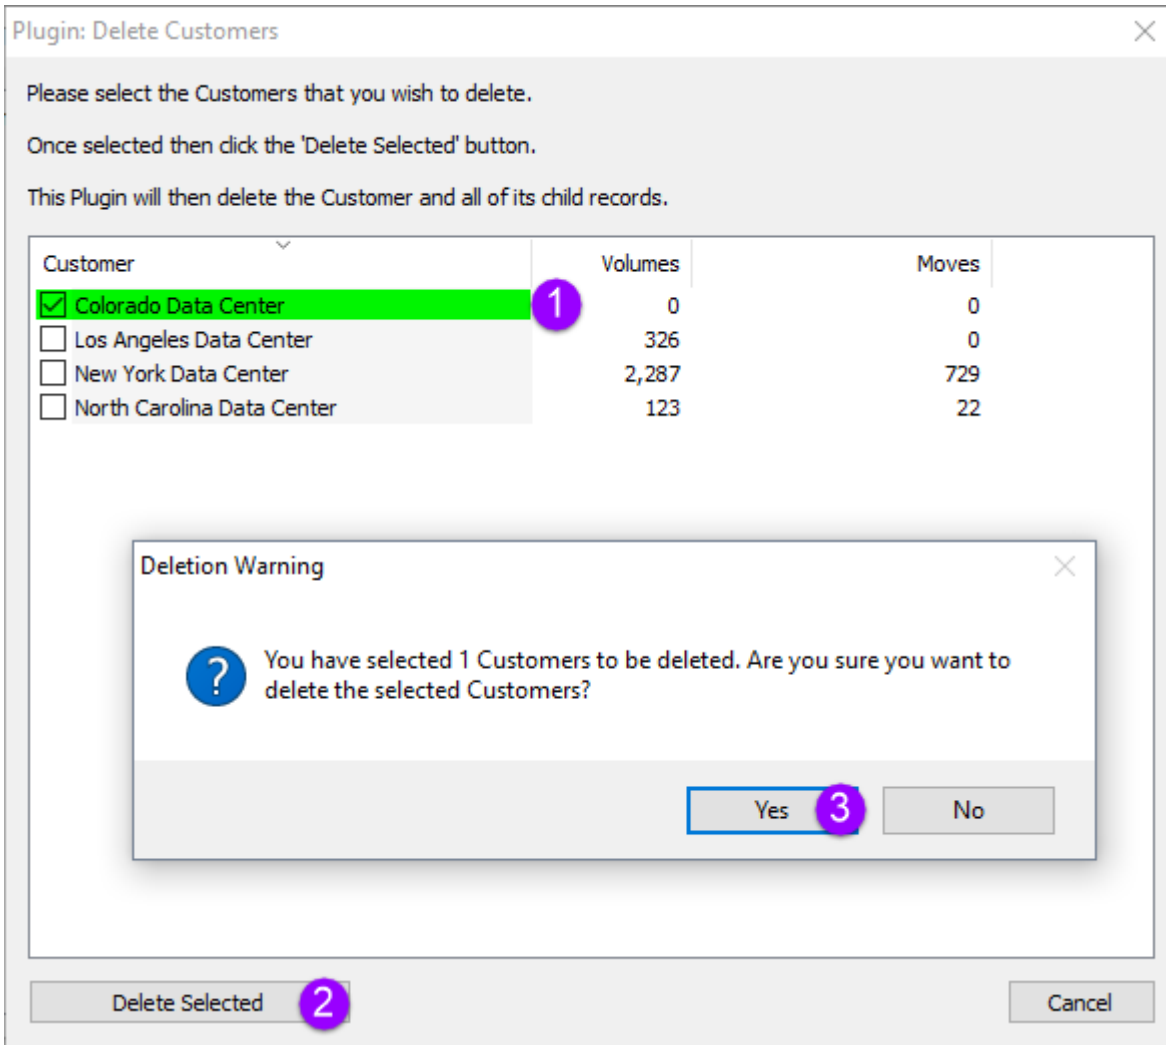 Plugin: Delete Customers
Please select the Customers that you wish to delete.
Once selected then click the 'Delete Selected' button.
This Plugin will then delete the Customer and all of its child records.
Customer Volumes Moves
Colorado Data Center 1 0 0
Los Angeles Data Center 326 0
New York Data Center 2,287 729
North Carolina Data Center 123 22
Deletion Warning
? You have selected 1 Customers to be deleted. Are you sure you want to
delete the selected Customers?
Yes 3 No
Delete Selected 2 Cancel